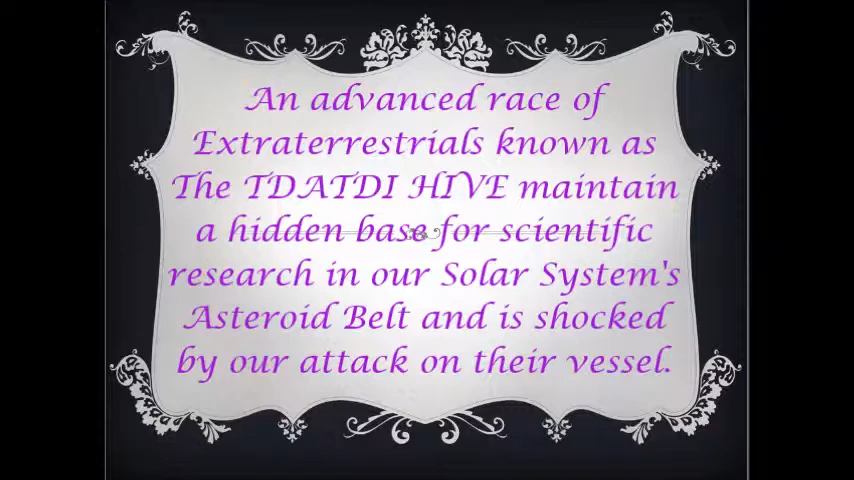 An advanced race of
Extraterrestrials known as
The TDATDI HIVE maintain
a hidden base for scientific
research in our Solar System's
Asteroid Belt and is shocked
by our attack on their vessel.